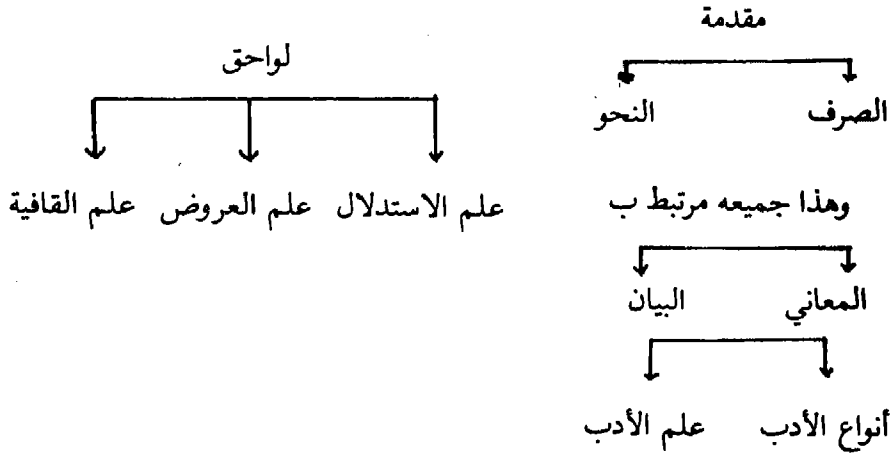 مقدمة
الصرف النحو
وهذا جميعه مرتبط ب
المعاني البيان
أنواع الأدب علم الأدب
لواحق
علم الاستدلال علم العروض علم القافية